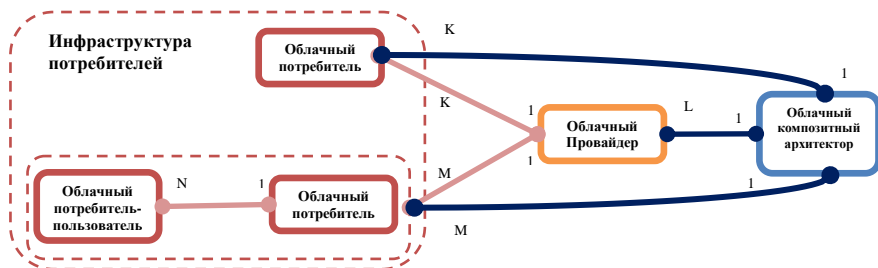 Инфраструктура
потребителей
Облачный
потребитель
K
1
K
1
Облачный
Провайдер
L
1
Облачный
композитный
архитектор
1
M
1
M
Облачный
потребитель-
пользователь
N
1
Облачный
потребитель